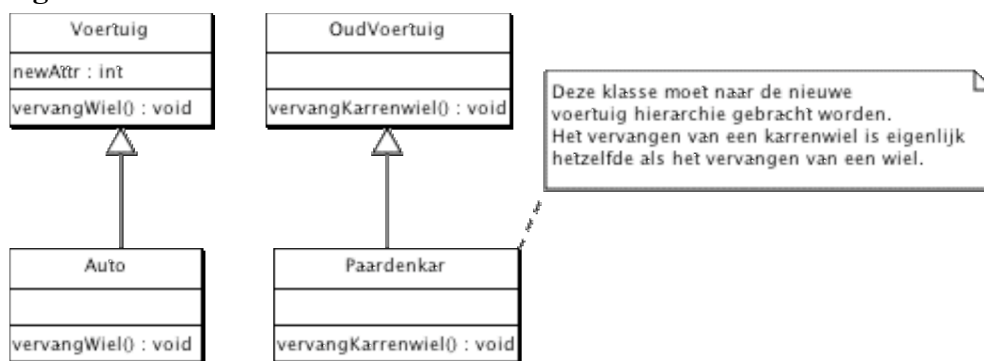 Voertuig
newAttr : int
vervangWiel() : void
OudVoertuig
vervangKarrenwiel() : void
Deze klasse moet naar de nieuwe
voertuig hierarchie gebracht worden.
Het vervangen van een karrenwiel is eigenlijk
hetzelfde als het vervangen van een wiel.
Auto
vervangWiel() : void
Paardenkar
vervangKarrenwiel() : void